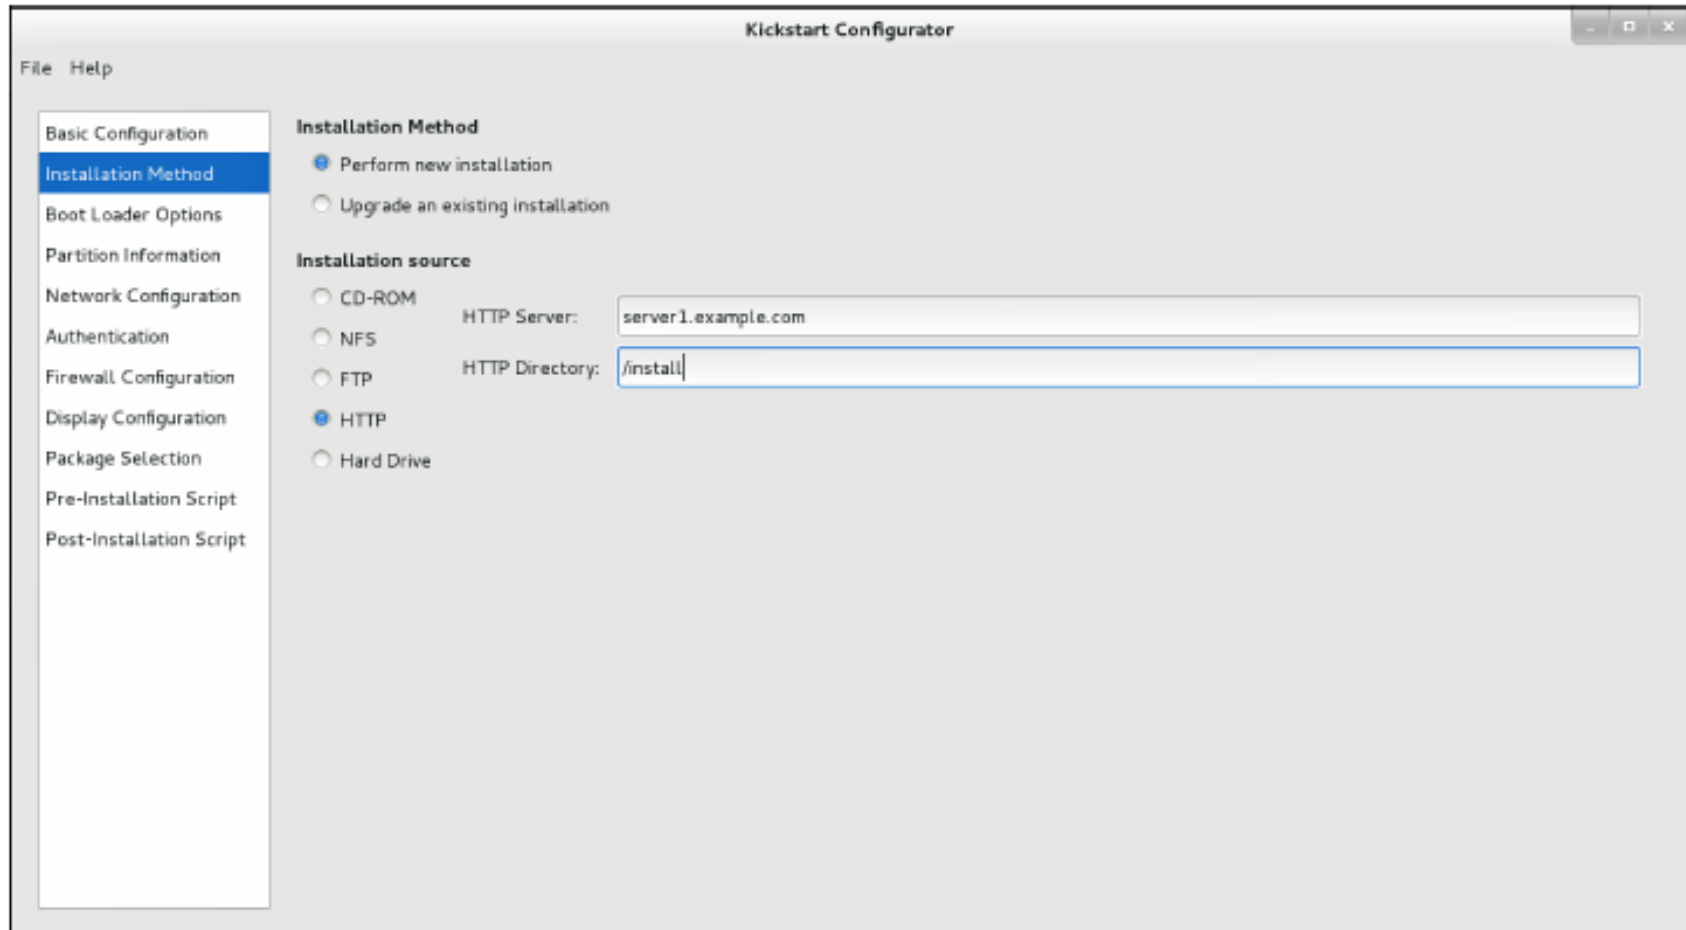 Kickstart Configurator
File Help
Basic Configuration
Installation Method
Boot Loader Options
Partition Information
Network Configuration
Authentication
Firewall Configuration
Display Configuration
Package Selection
Pre-Installation Script
Post-Installation Script
Installation Method
Perform new installation
Upgrade an existing installation
Installation source
CD-ROM
NFS
FTP
HTTP
Hard Drive
HTTP Server: server1.example.com
HTTP Directory: /install